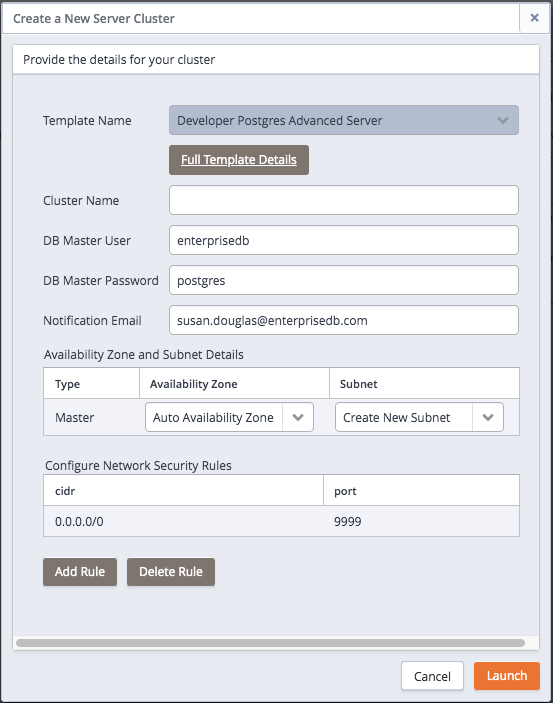 Create a New Server Cluster
Provide the details for your cluster
Template Name Developer Postgres Advanced Server
Full Template Details
Cluster Name
DB Master User enterprisedb
DB Master Password postgres
Notification Email susan.douglas@enterprisedb.com
Availability Zone and Subnet Details
Type Availability Zone Subnet
Master Auto Availability Zone Create New Subnet
Configure Network Security Rules
cidr port
0.0.0.0/0 9999
Add Rule Delete Rule
Cancel Launch